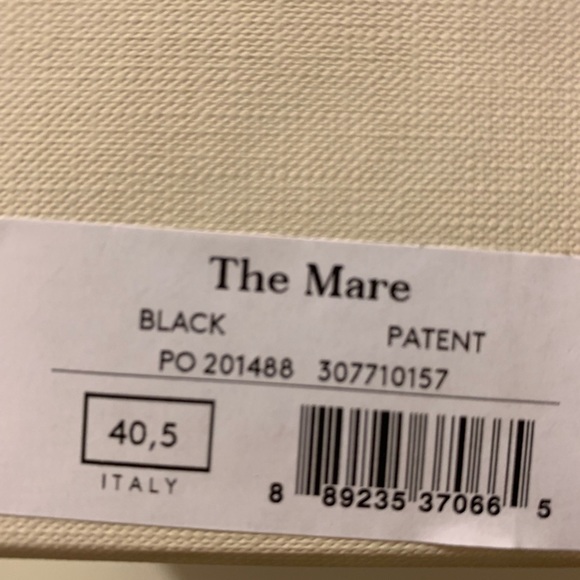 The Mare
BLACK PATENT
PO 201488 307710157
40,5
ITALY
8 89235 37066 5